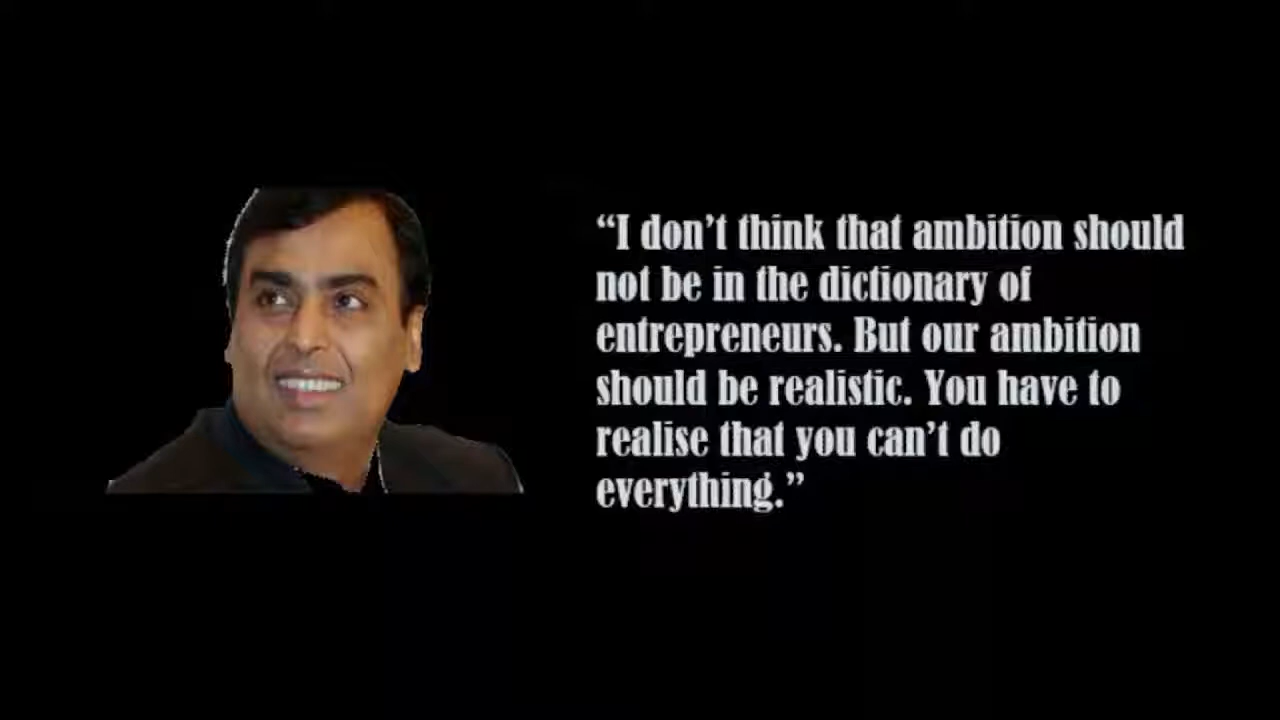 “I don’t think that ambition should
not be in the dictionary of
entrepreneurs. But our ambition
should be realistic. You have to
realise that you can’t do
everything.”